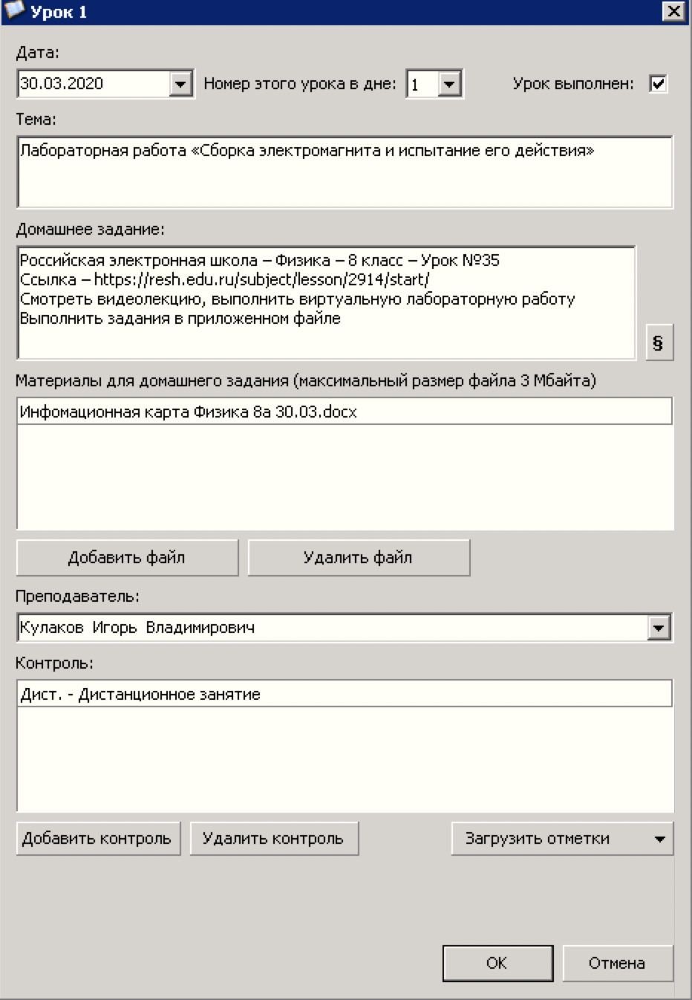 Урок 1
Дата:
30.03.2020 Номер этого урока в дне: 1 Урок выполнен:
Тема:
Лабораторная работа «Сборка электромагнита и испытание его действия»
Домашнее задание:
Российская электронная школа – Физика – 8 класс – Урок №35
Ссылка – https://resh.edu.ru/subject/lesson/2914/start/
Смотреть видеолекцию, выполнить виртуальную лабораторную работу
Выполнить задания в приложенном файле
§
Материалы для домашнего задания (максимальный размер файла 3 Мбайта)
Инфомационная карта Физика 8а 30.03.docx
Добавить файл Удалить файл
Преподаватель:
Кулаков Игорь Владимирович
Контроль:
Дист. - Дистанционное занятие
Добавить контроль Удалить контроль Загрузить отметки
ОК Отмена